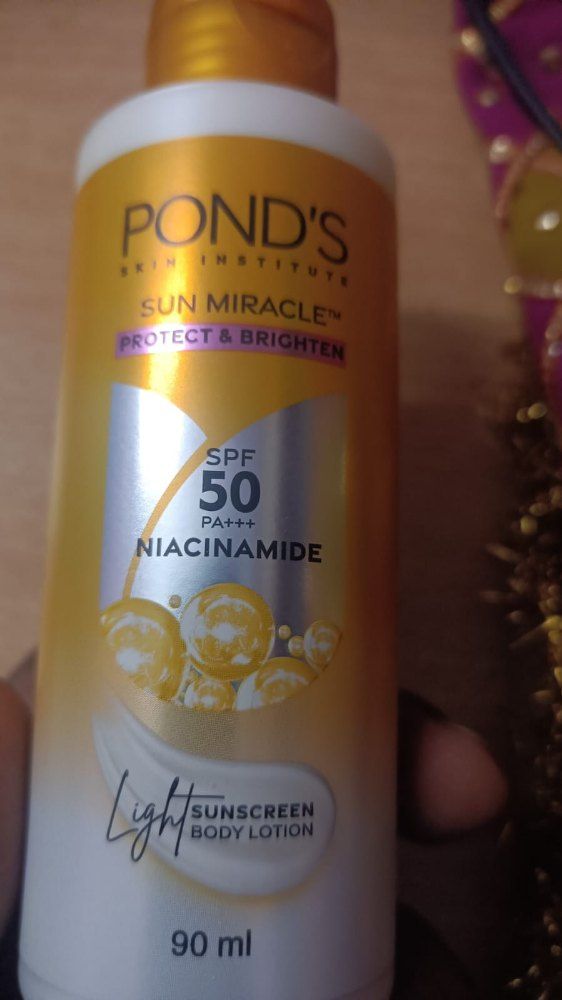 POND'S
SKIN INSTITUTE
SUN MIRACLE™
PROTECT & BRIGHTEN
SPF
50
PA+++
NIACINAMIDE
Light SUNSCREEN
BODY LOTION
90 ml